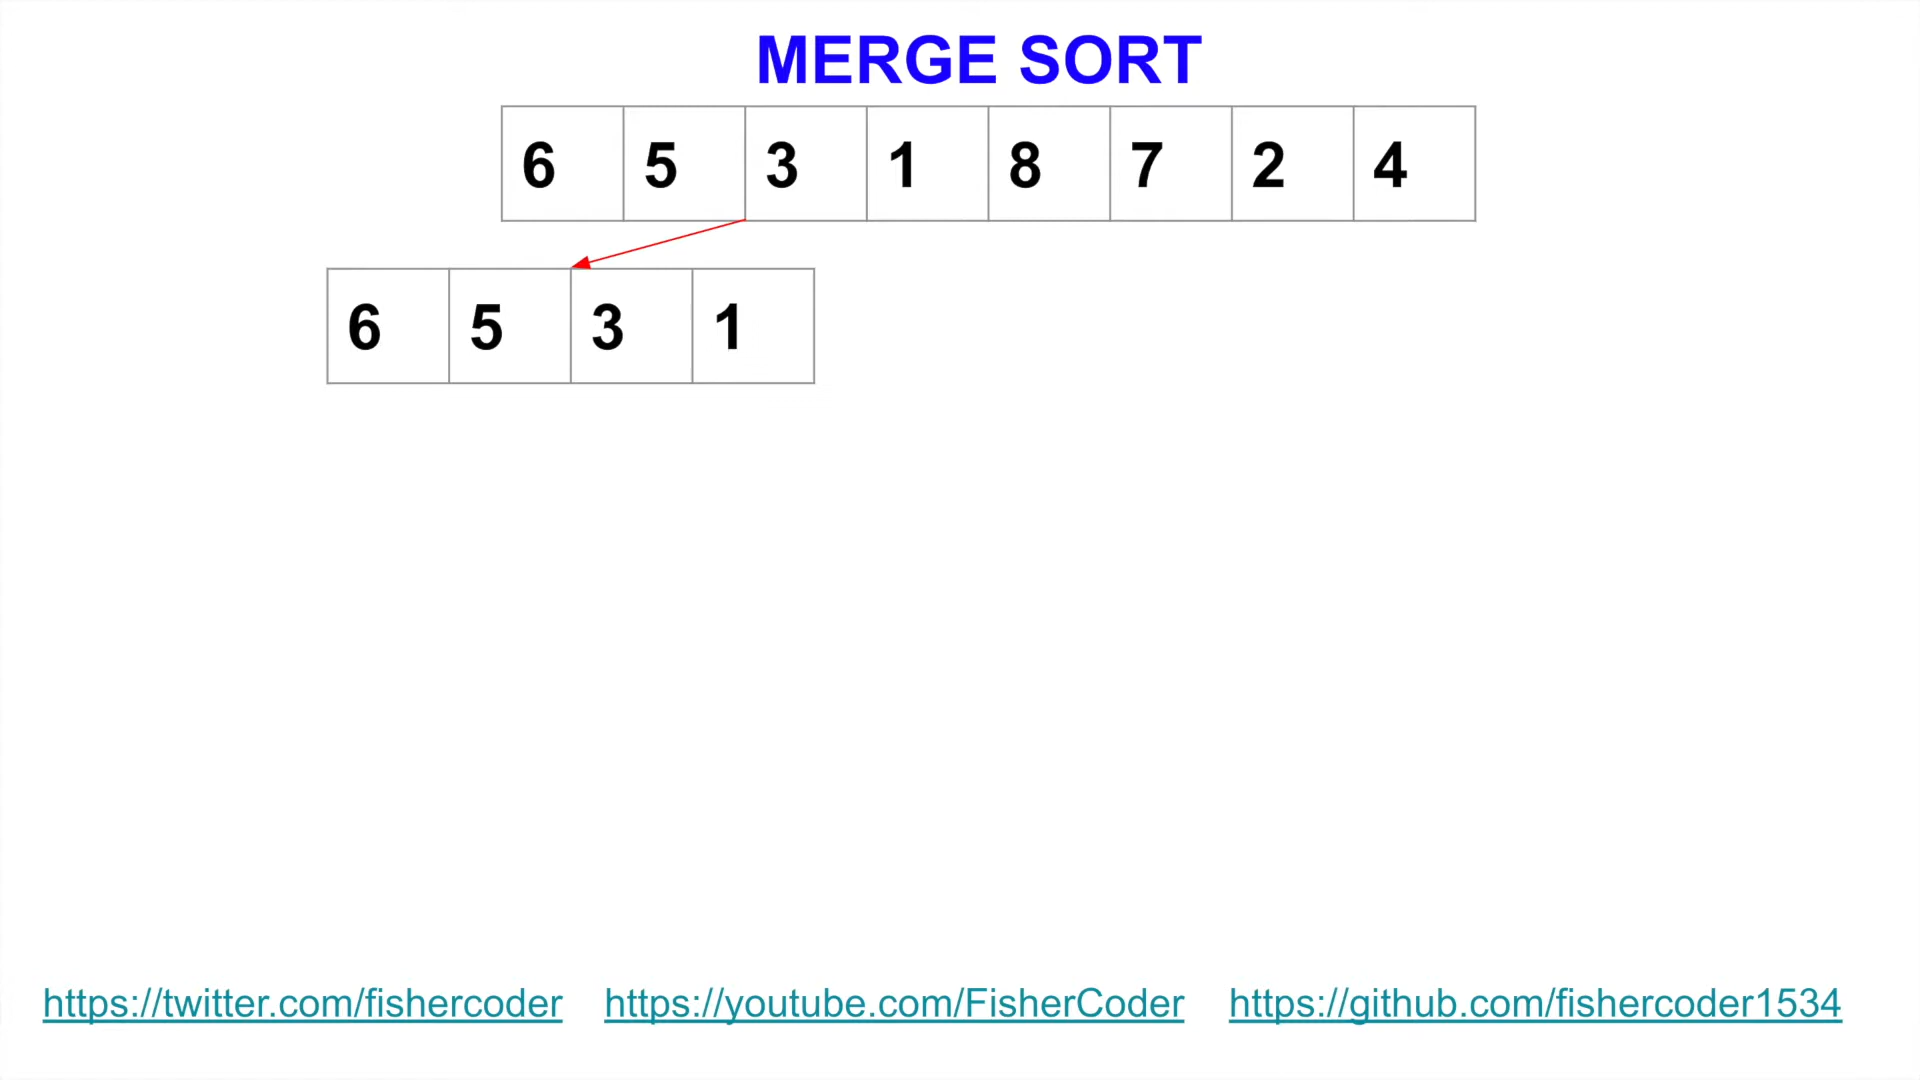 MERGE SORT
6 5 3 1 8 7 2 4
6 5 3 1
https://twitter.com/fishercoder https://youtube.com/FisherCoder https://github.com/fishercoder1534